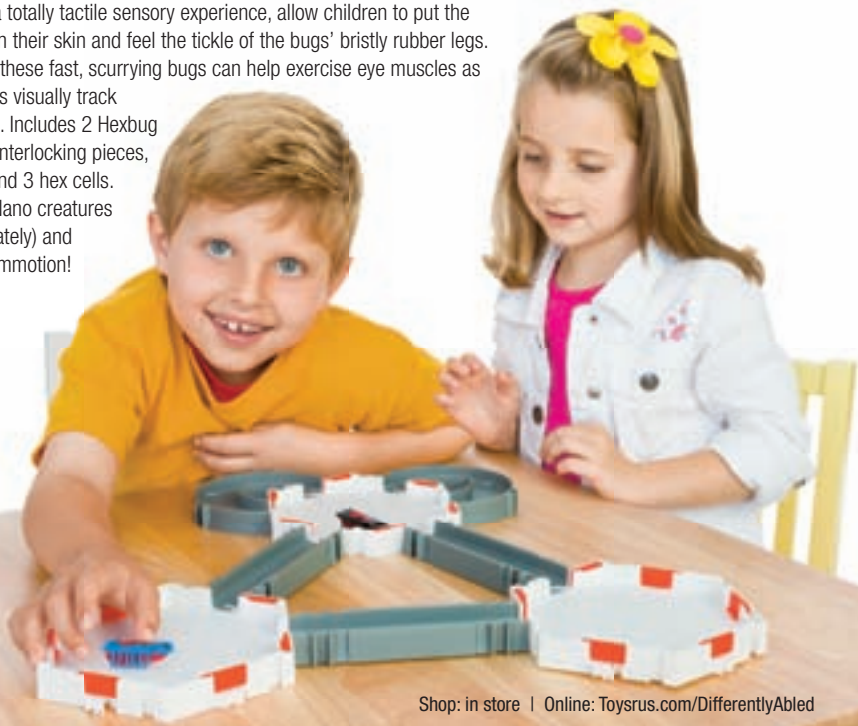 totally tactile sensory experience, allow children to put the
their skin and feel the tickle of the bugs’ bristly rubber legs.
these fast, scurrying bugs can help exercise eye muscles as
visually track
. Includes 2 Hexbug
nterlocking pieces,
nd 3 hex cells.
creatures
ately) and
mmotion!
Shop: in store | Online: Toysrus.com/DifferentlyAbled